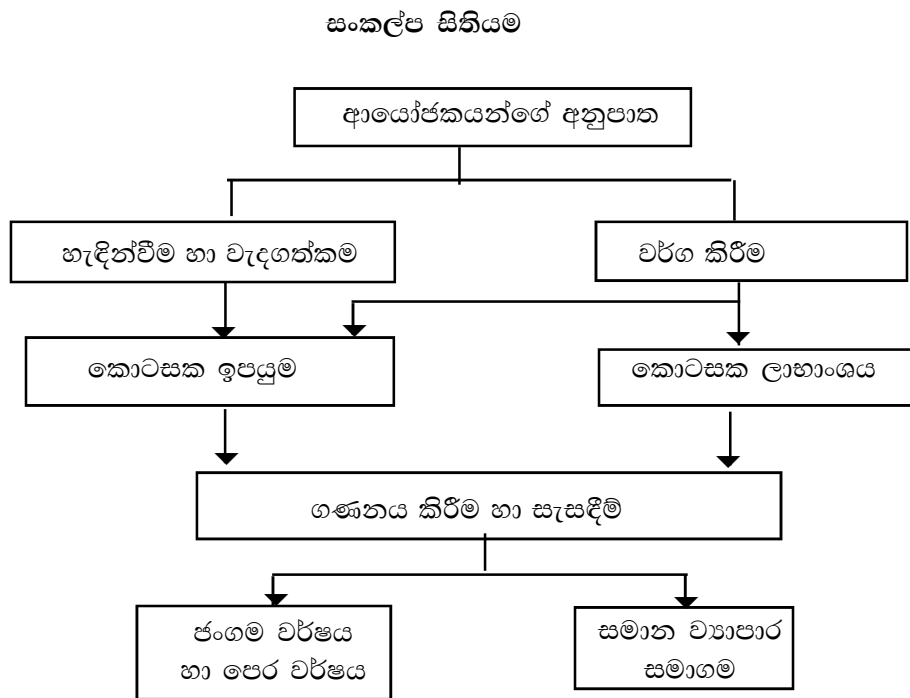 සංකල්ප සිතියම
ආයෝජකයන්ගේ අනුපාත
හැඳින්වීම හා වැදගත්කම
වර්ග කිරීම
කොටසක ඉපයුම
කොටසක ලාභාංශය
ගණනය කිරීම හා සැසඳීම්
ජංගම වර්ෂය
හා පෙර වර්ෂය
සමාන ව්‍යාපාර
සමාගම